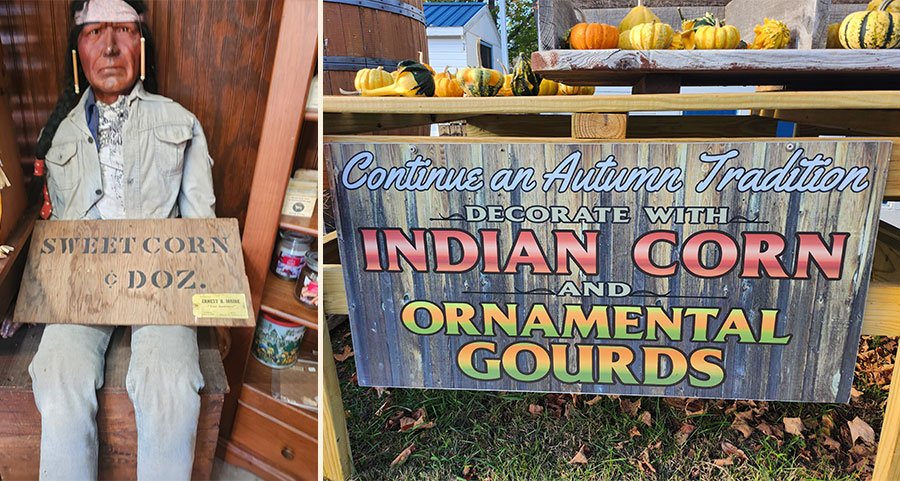 SWEET CORN
¢ DOZ.
Continue an Autumn Tradition
DECORATE WITH
INDIAN CORN
AND
ORNAMENTAL
GOURDS